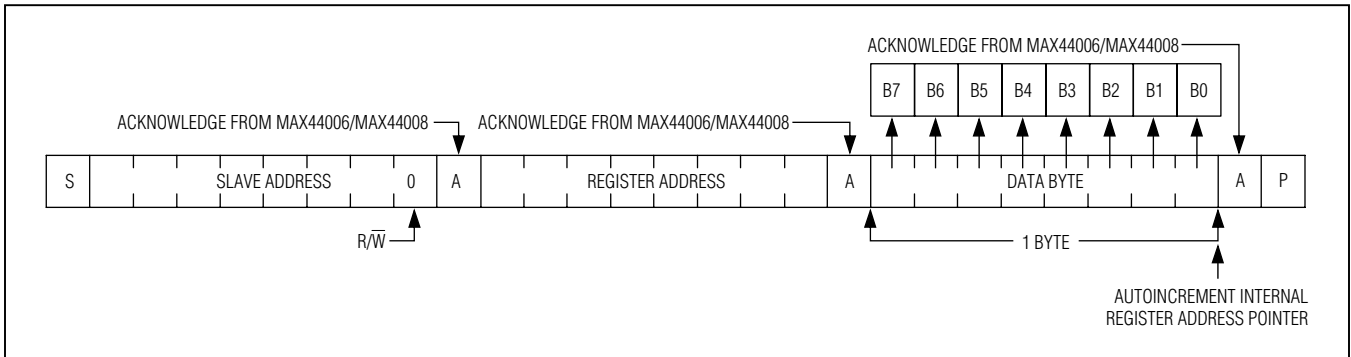 ACKNOWLEDGE FROM MAX44006/MAX44008
B7 B6 B5 B4 B3 B2 B1 B0
ACKNOWLEDGE FROM MAX44006/MAX44008 ACKNOWLEDGE FROM MAX44006/MAX44008
S SLAVE ADDRESS 0 A REGISTER ADDRESS A DATA BYTE A P
R/W̅ 1 BYTE
AUTOINCREMENT INTERNAL
REGISTER ADDRESS POINTER